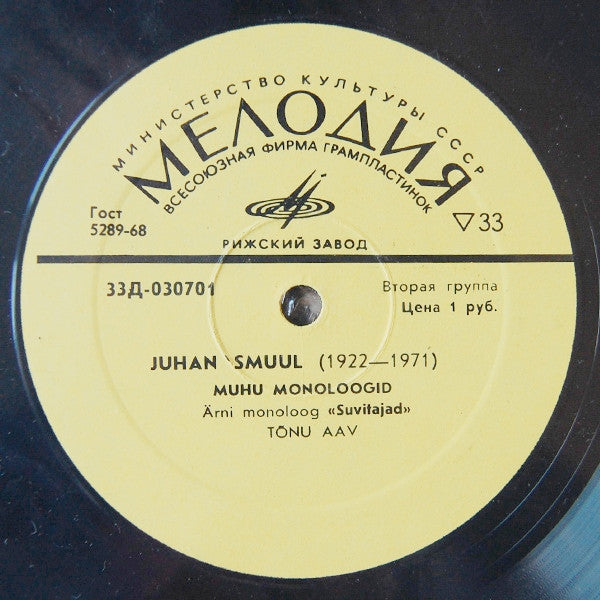 МИНИСТЕРСТВО КУЛЬТУРЫ СССР
МЕЛОДИЯ
ВСЕСОЮЗНАЯ ФИРМА ГРАМПЛАСТИНОК
Гост
5289-68
▽33
РИЖСКИЙ ЗАВОД
33Д-030701
Вторая группа
Цена 1 руб.
JUHAN SMUUL (1922—1971)
MUHU MONOLOOGID
Ärni monoloog «Suvitajad»
TÕNU AAV